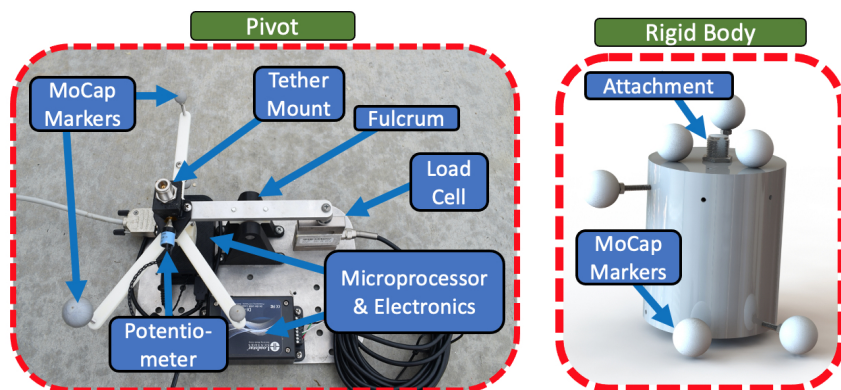 Pivot
MoCap
Markers
Tether
Mount
Fulcrum
Load
Cell
Microprocessor
& Electronics
Potentio-
meter
Rigid Body
Attachment
MoCap
Markers